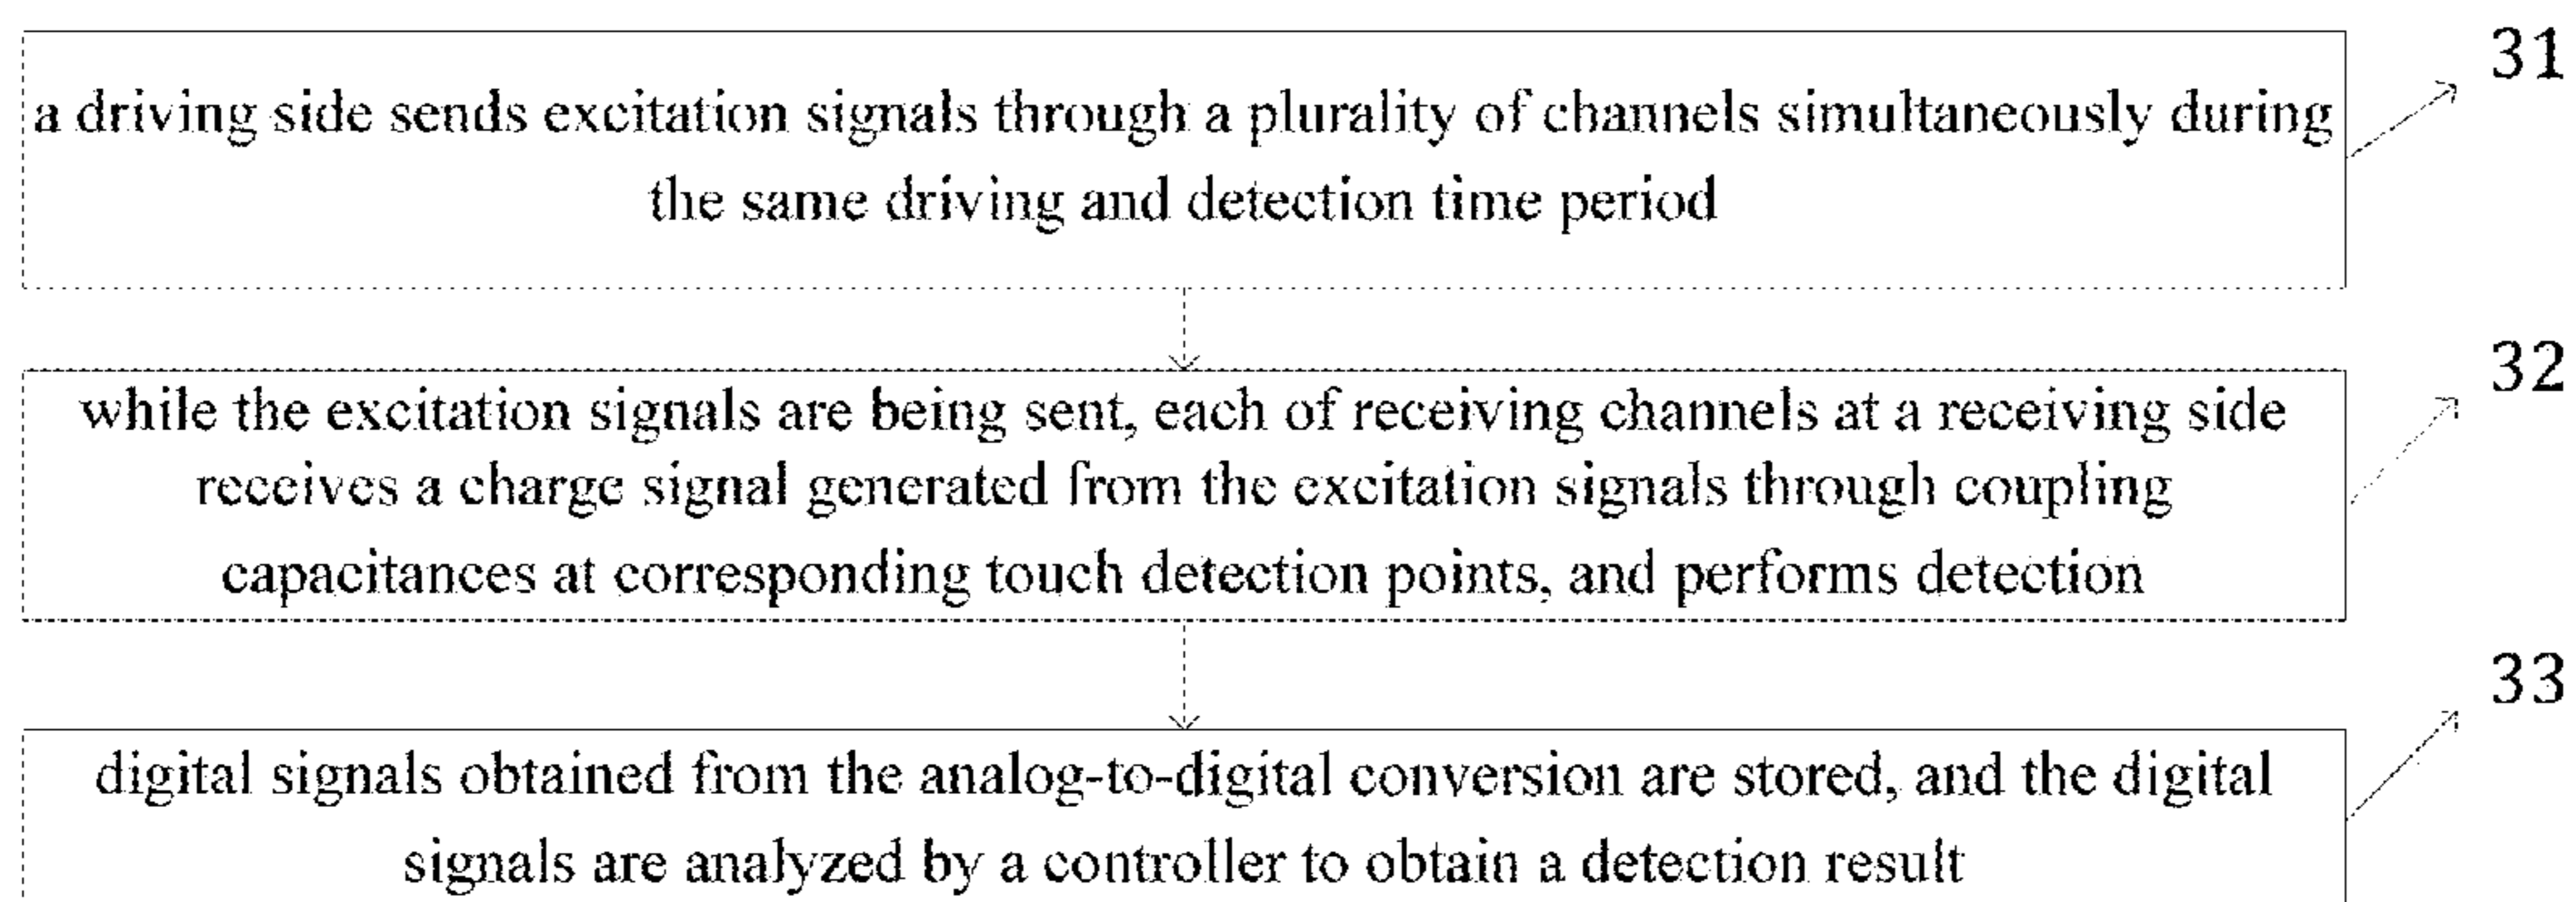 31
a driving side sends excitation signals through a plurality of channels simultaneously during
the same driving and detection time period
32
while the excitation signals are being sent, each of receiving channels at a receiving side
receives a charge signal generated from the excitation signals through coupling
capacitances at corresponding touch detection points, and performs detection
33
digital signals obtained from the analog-to-digital conversion are stored, and the digital
signals are analyzed by a controller to obtain a detection result